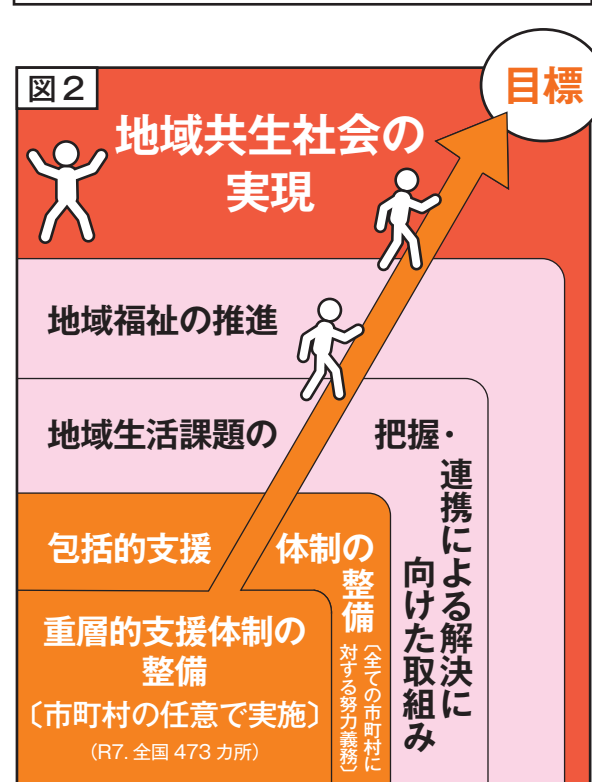 図2
目標
地域共生社会の
実現
地域福祉の推進
地域生活課題の
把握・
連携による解決に
向けた取組み
包括的支援
体制の
整備
〔全ての市町村に
対する努力義務〕
重層的支援体制の
整備
〔市町村の任意で実施〕
(R7. 全国 473 カ所)